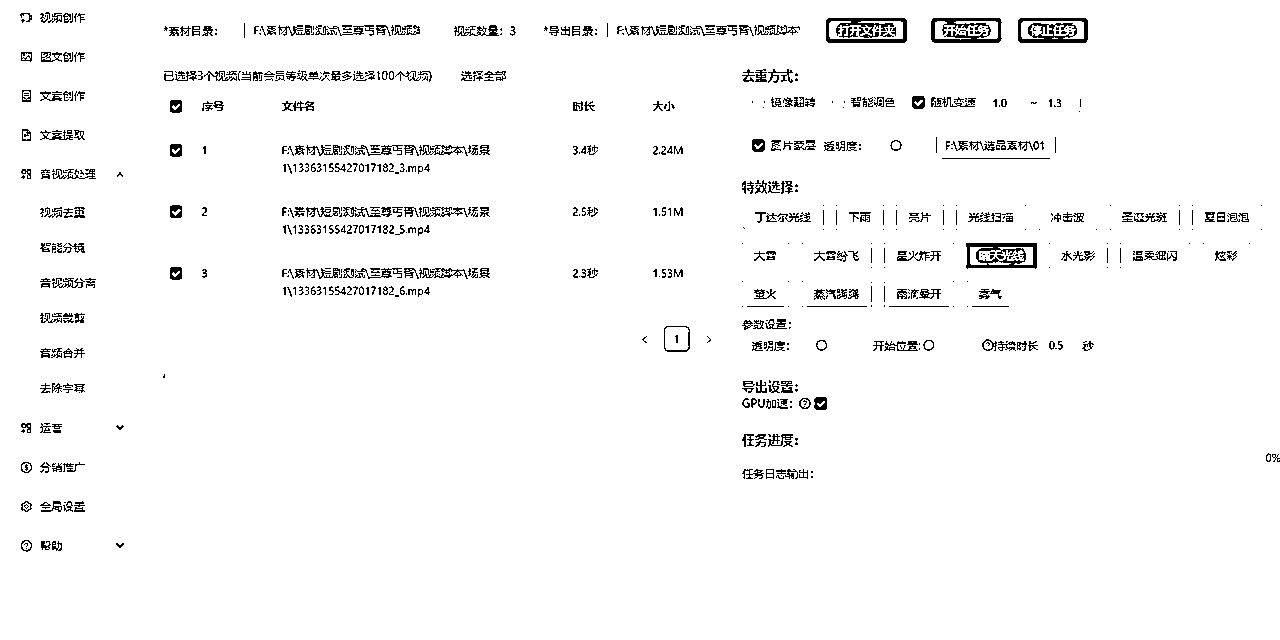 视频创作
图文创作
文案创作
文案提取
音视频处理
视频去重
智能分镜
音视频分离
视频裁剪
音频合并
去除字幕
运营
分销推广
全局设置
帮助
*素材目录： F:\素材\短剧测试\至尊丐肾\视频脚 视频数量：3 *导出目录： F:\素材\短剧测试\至尊丐肾\视频脚本\ 打开文件夹 开始任务 停止任务
已选择3个视频(当前会员等级单次最多选择100个视频) 选择全部
序号 文件名 时长 大小
1 F:\素材\短剧测试\至尊丐肾\视频脚本\场景 3.4秒 2.24M
1\13363155427017182_3.mp4
2 F:\素材\短剧测试\至尊丐肾\视频脚本\场景 2.5秒 1.51M
1\13363155427017182_5.mp4
3 F:\素材\短剧测试\至尊丐肾\视频脚本\场景 2.3秒 1.53M
1\13363155427017182_6.mp4
< 1 >
去重方式：
镜像翻转 智能调色 随机变速 1.0 ~ 1.3
图片蒙层 透明度： F:\素材\选品素材\01
特效选择：
丁达尔光线 下雨 亮片 光线扫描 冲击波 圣诞光斑 夏日泡泡
大雪 大雪纷飞 星火炸开 晴天光线 水光影 温柔细闪 炫彩
萤火 蒸汽腾腾 雨滴晕开 雾气
参数设置：
透明度： 开始位置: 持续时长 0.5 秒
导出设置：
GPU加速：
任务进度：
0%
任务日志输出：